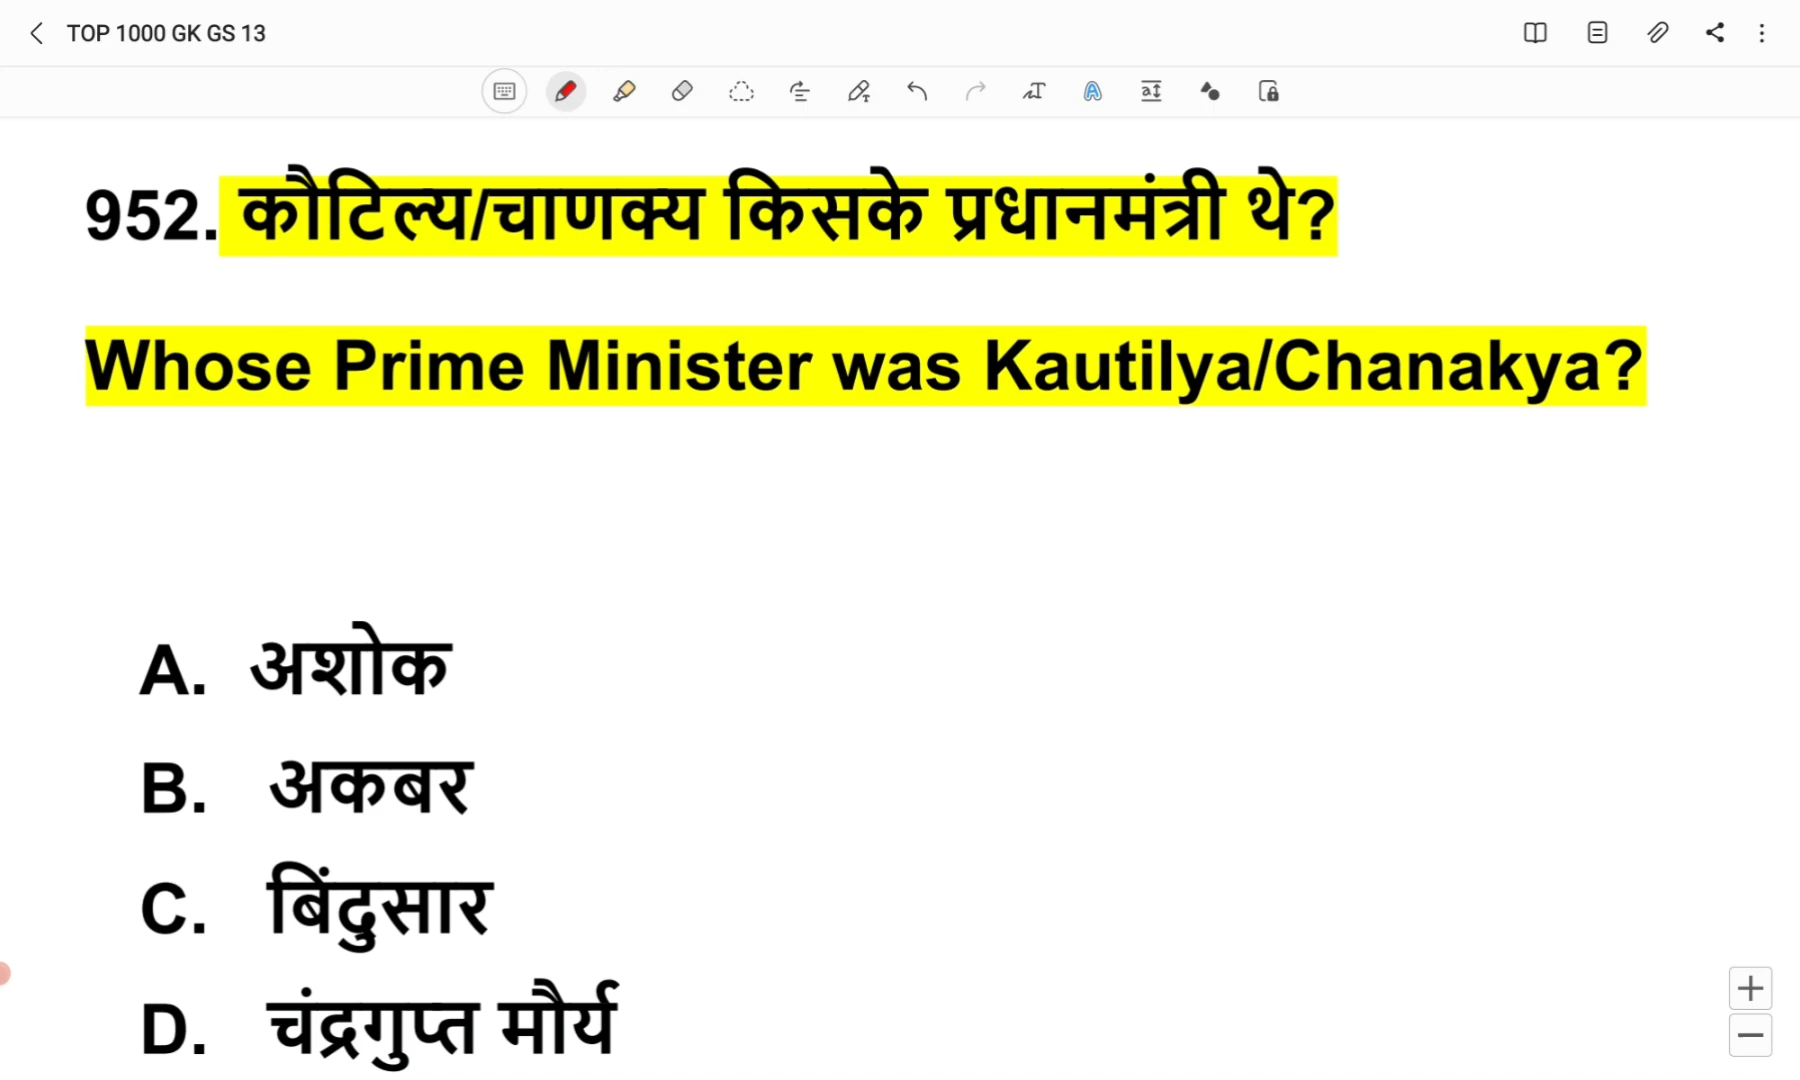 TOP 1000 GK GS 13
952. कौटिल्य/चाणक्य किसके प्रधानमंत्री थे?
Whose Prime Minister was Kautilya/Chanakya?
A. अशोक
B. अकबर
C. बिंदुसार
D. चंद्रगुप्त मौर्य